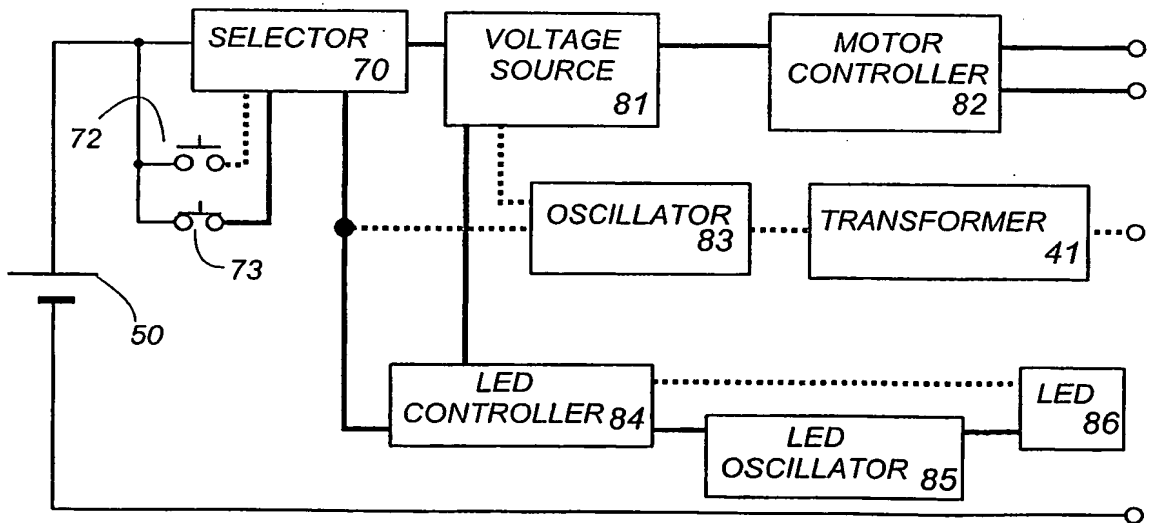 SELECTOR
70
VOLTAGE
SOURCE
81
MOTOR
CONTROLLER
82
72
73
50
OSCILLATOR
83
TRANSFORMER
41
LED
CONTROLLER 84
LED
OSCILLATOR 85
LED
86